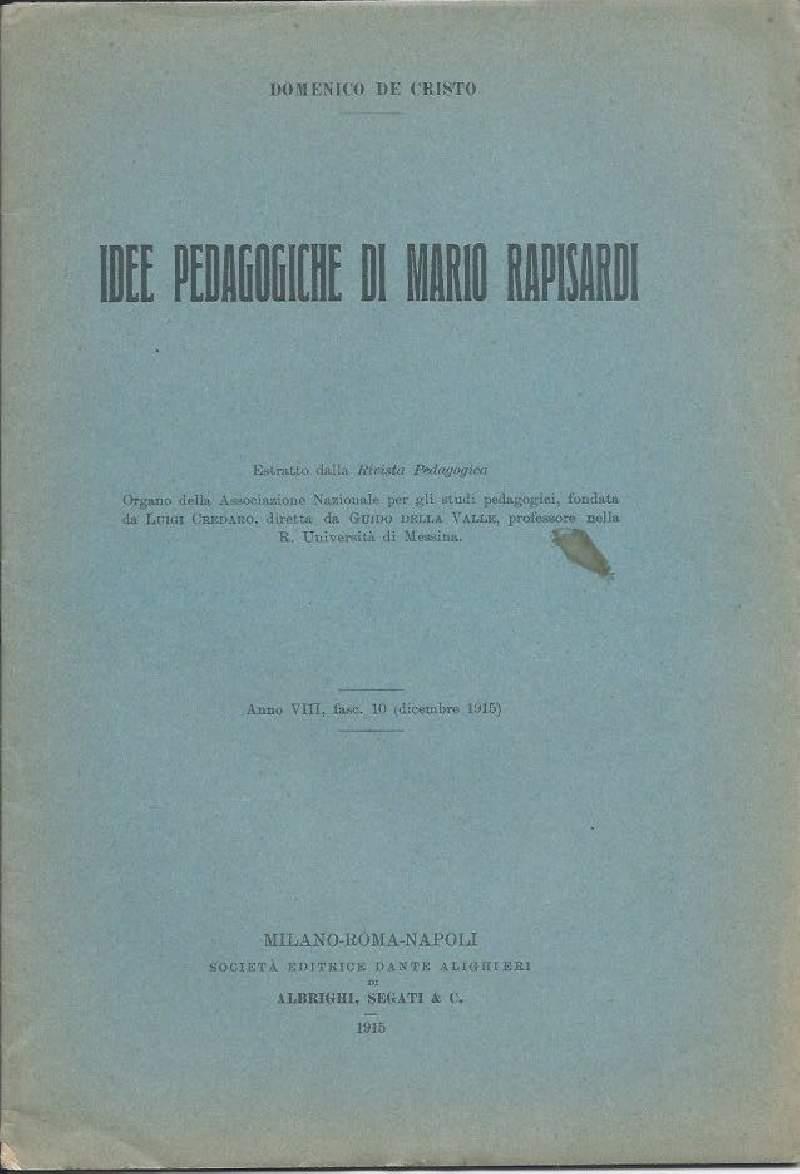 DOMENICO DE CRISTO
IDEE PEDAGOGICHE DI MARIO RAPISARDI
Estratto dalla Rivista Pedagogica
Organo della Associazione Nazionale per gli studi pedagogici, fondata
da LUIGI CREDARO, diretta da GUIDO DELLA VALLE, professore nella
R. Università di Messina.
Anno VIII, fasc. 10 (dicembre 1915)
MILANO-ROMA-NAPOLI
SOCIETÀ EDITRICE DANTE ALIGHIERI
DI
ALBRIGHI, SEGATI & C.
1915